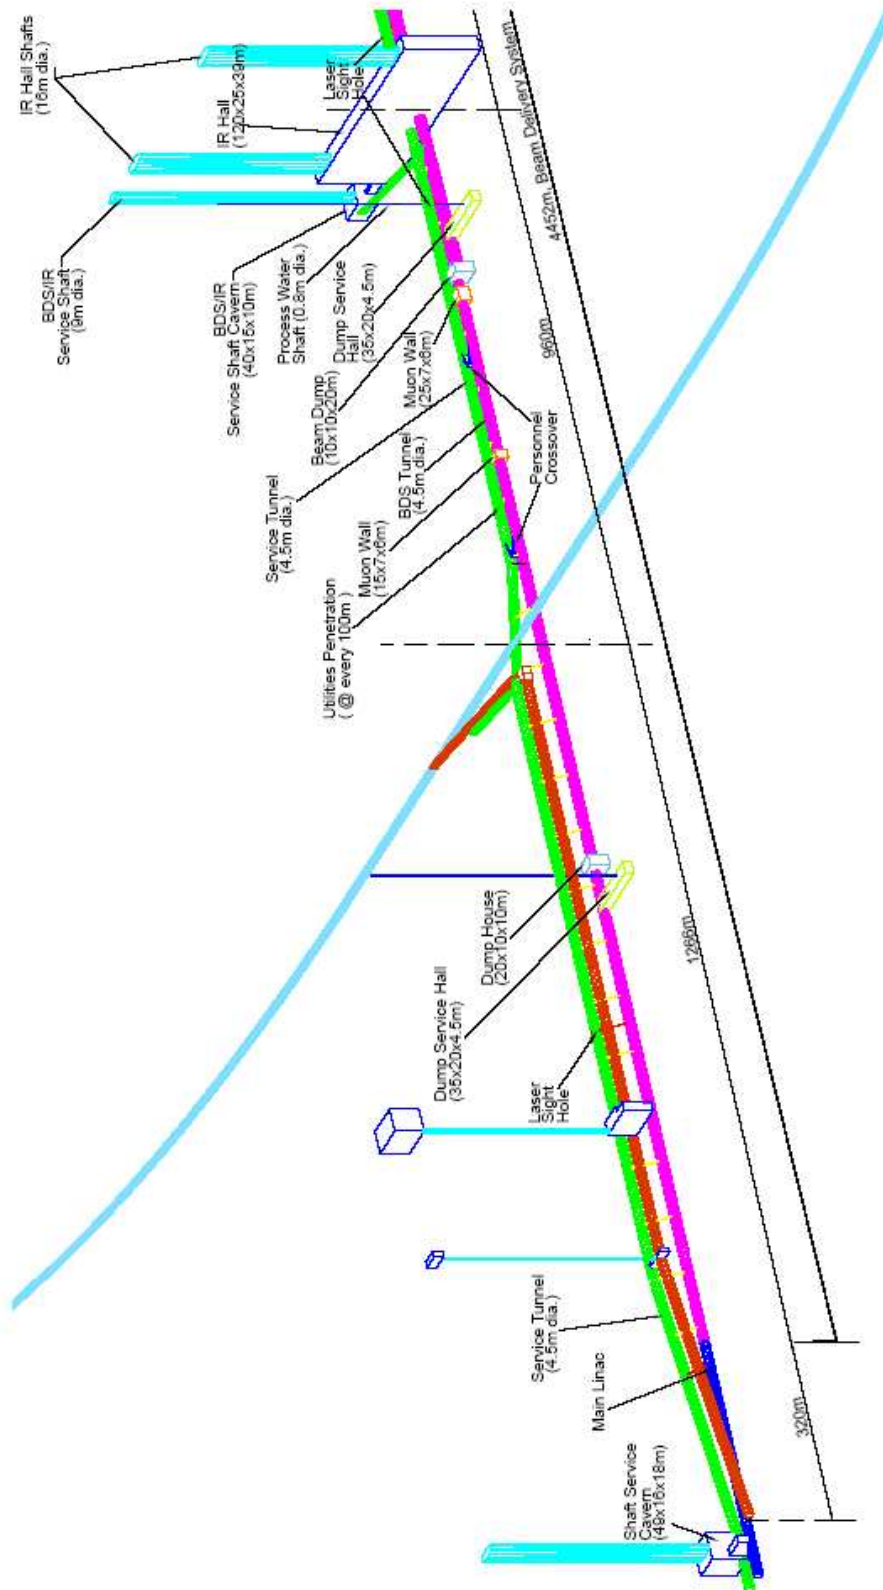 IR Hall Shafts
(16m dia.)
BDS/IR
Service Shaft
(9m dia.)
IR Hall
(120x25x39m)
Laser
Sight
Hole
BDS/IR
Service Shaft Cavern
(40x15x10m)
Process Water
Shaft (0.8m dia.)
Dump Service
Hall
(35x20x4.5m)
Beam Dump
(10x10x20m)
Muon Wall
(25x7x6m)
Service Tunnel
(4.5m dia.)
BDS Tunnel
(4.5m dia.)
Muon Wall
(15x7x6m)
Personnel
Crossover
Utilities Penetration
( @ every 100m )
4452m, Beam Delivery System
960m
1266m
320m
Dump House
(20x10x10m)
Dump Service Hall
(35x20x4.5m)
Laser
Sight
Hole
Service Tunnel
(4.5m dia.)
Main Linac
Shaft Service
Cavern
(49x16x18m)